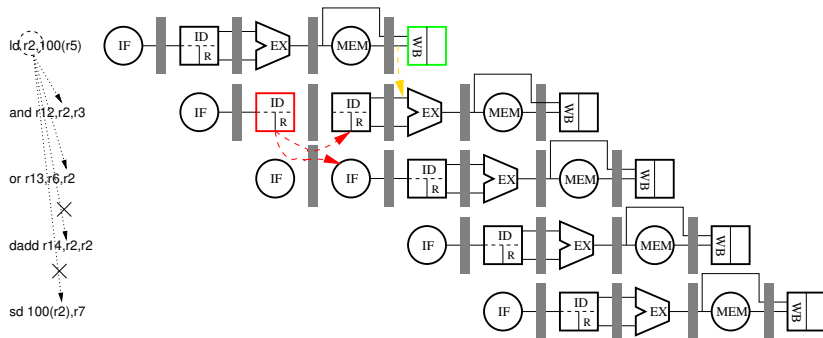 ld r2,100(r5) IF ID R EX MEM WB
and r12,r2,r3 IF ID R ID R EX MEM WB
or r13,r6,r2 IF IF ID R EX MEM WB
dadd r14,r2,r2 IF ID R EX MEM WB
sd 100(r2),r7 IF ID R EX MEM WB